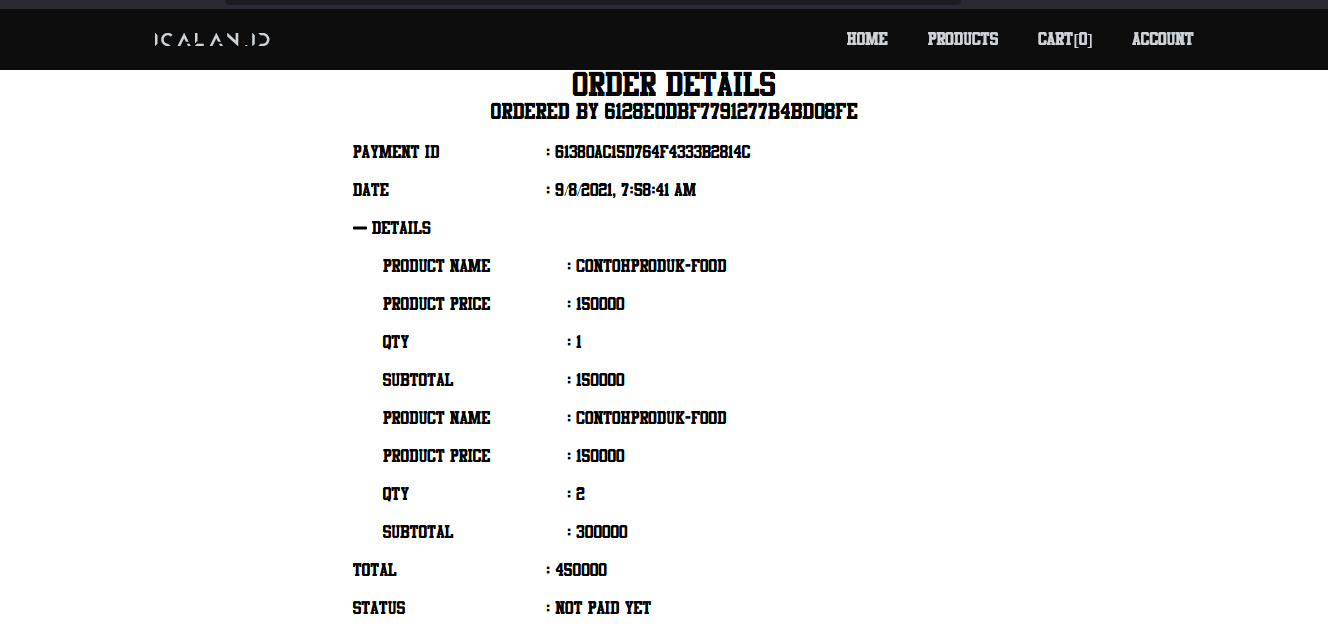 JCALAN.JD HOME PRODUCTS CART[0] ACCOUNT
ORDER DETAILS
ORDERED BY 6128E0DBF7791277B4BD08FE
PAYMENT ID : 61380AC15D764F4333B2814C
DATE : 9/8/2021, 7:58:41 AM
— DETAILS
PRODUCT NAME : CONTOHPRODUK-FOOD
PRODUCT PRICE : 150000
QTY : 1
SUBTOTAL : 150000
PRODUCT NAME : CONTOHPRODUK-FOOD
PRODUCT PRICE : 150000
QTY : 2
SUBTOTAL : 300000
TOTAL : 450000
STATUS : NOT PAID YET